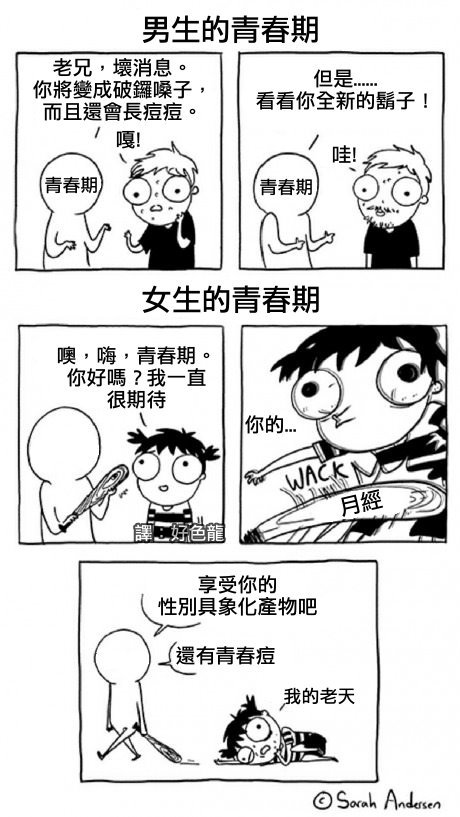 男生的青春期
老兄，壞消息。
你將變成破鑼嗓子，
而且還會長痘痘。
嘎!
青春期
但是......
看看你全新的鬍子！
哇!
青春期
女生的青春期
噢，嗨，青春期。
你好嗎？我一直
很期待
譯：好色龍
你的...
WACK
月經
享受你的
性別具象化產物吧
還有青春痘
我的老天
© Sarah Andersen